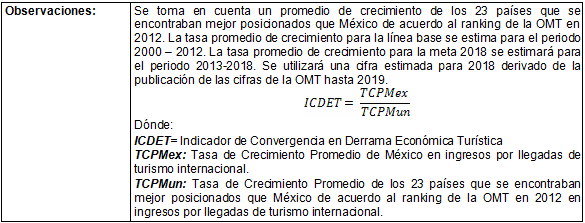 Observaciones:
Se toma en cuenta un promedio de crecimiento de los 23 países que se
encontraban mejor posicionados que México de acuerdo al ranking de la OMT en
2012. La tasa promedio de crecimiento para la línea base se estima para el periodo
2000 – 2012. La tasa promedio de crecimiento para la meta 2018 se estimará para
el periodo 2013-2018. Se utilizará una cifra estimada para 2018 derivado de la
publicación de las cifras de la OMT hasta 2019.
ICDET = TCPMex / TCPMun
Dónde:
ICDET= Indicador de Convergencia en Derrama Económica Turística
TCPMex: Tasa de Crecimiento Promedio de México en ingresos por llegadas de
turismo internacional.
TCPMun: Tasa de Crecimiento Promedio de los 23 países que se encontraban
mejor posicionados que México de acuerdo al ranking de la OMT en 2012 en
ingresos por llegadas de turismo internacional.